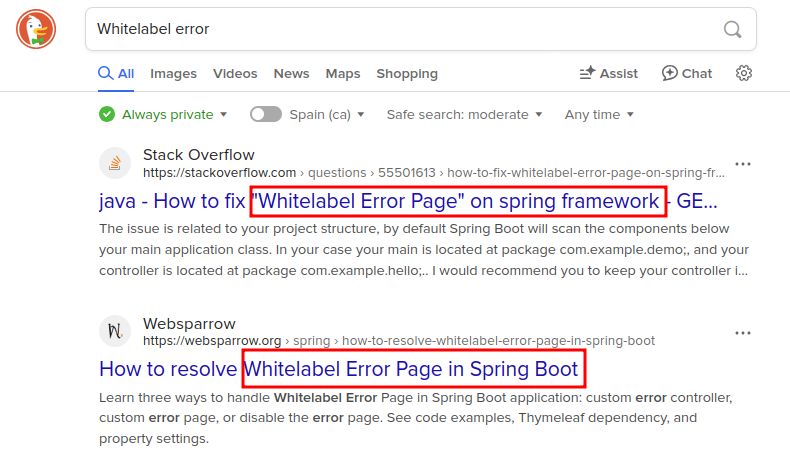 Whitelabel error
All Images Videos News Maps Shopping Assist Chat
Always private Spain (ca) Safe search: moderate Any time
Stack Overflow
https://stackoverflow.com › questions › 55501613 › how-to-fix-whitelabel-error-page-on-spring-fr...
java - How to fix "Whitelabel Error Page" on spring framework - GE...
The issue is related to your project structure, by default Spring Boot will scan the components below
your main application class. In your case your main is located at package com.example.demo;, and your
controller is located at package com.example.hello;.. I would recommend you to keep your controller i...
Websparrow
https://websparrow.org › spring › how-to-resolve-whitelabel-error-page-in-spring-boot
How to resolve Whitelabel Error Page in Spring Boot
Learn three ways to handle Whitelabel Error Page in Spring Boot application: custom error controller,
custom error page, or disable the error page. See code examples, Thymeleaf dependency, and
property settings.